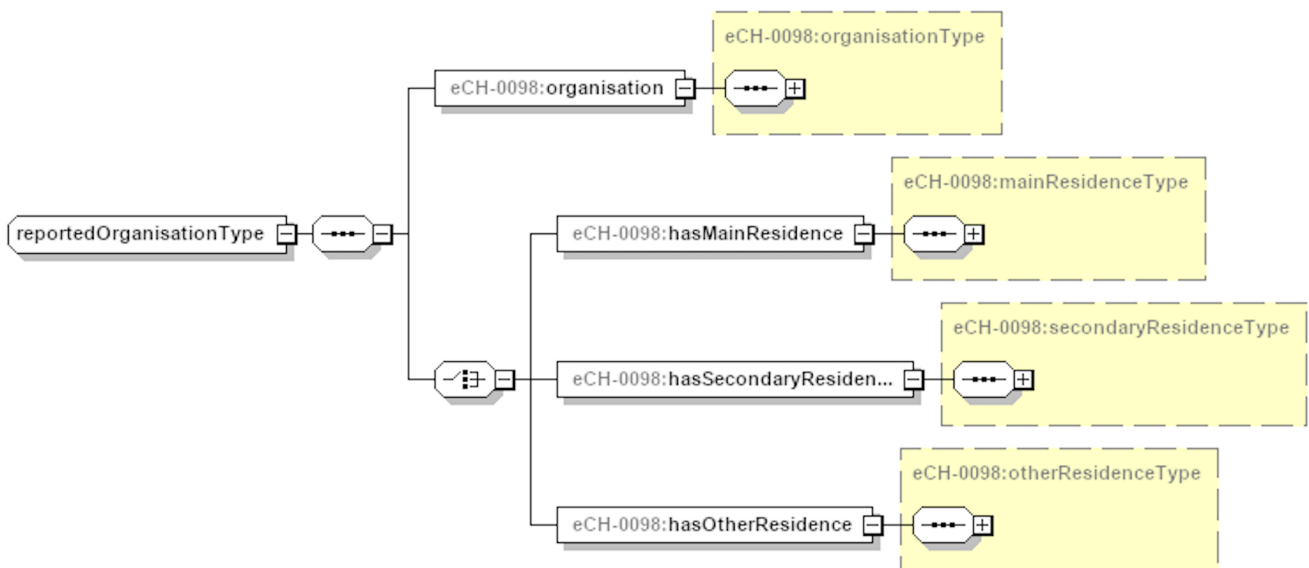 eCH-0098:organisationType
eCH-0098:organisation
eCH-0098:mainResidenceType
reportedOrganisationType
eCH-0098:hasMainResidence
eCH-0098:secondaryResidenceType
eCH-0098:hasSecondaryResiden...
eCH-0098:otherResidenceType
eCH-0098:hasOtherResidence